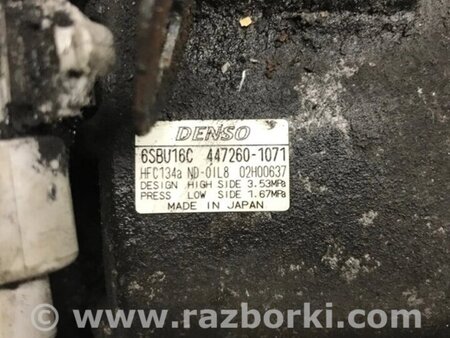 DENSO
6SBU16C 447260-1071
HFC134a ND-OIL8 02H00637
DESIGN HIGH SIDE 3.53MPa
PRESS LOW SIDE 1.67MPa
MADE IN JAPAN
www.razborki.com